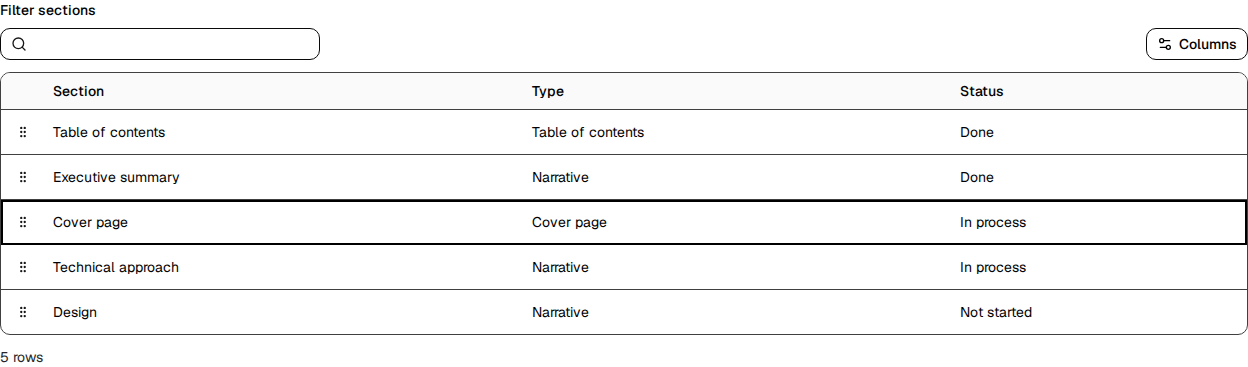 Filter sections
Columns
Section Type Status
Table of contents Table of contents Done
Executive summary Narrative Done
Cover page Cover page In process
Technical approach Narrative In process
Design Narrative Not started
5 rows